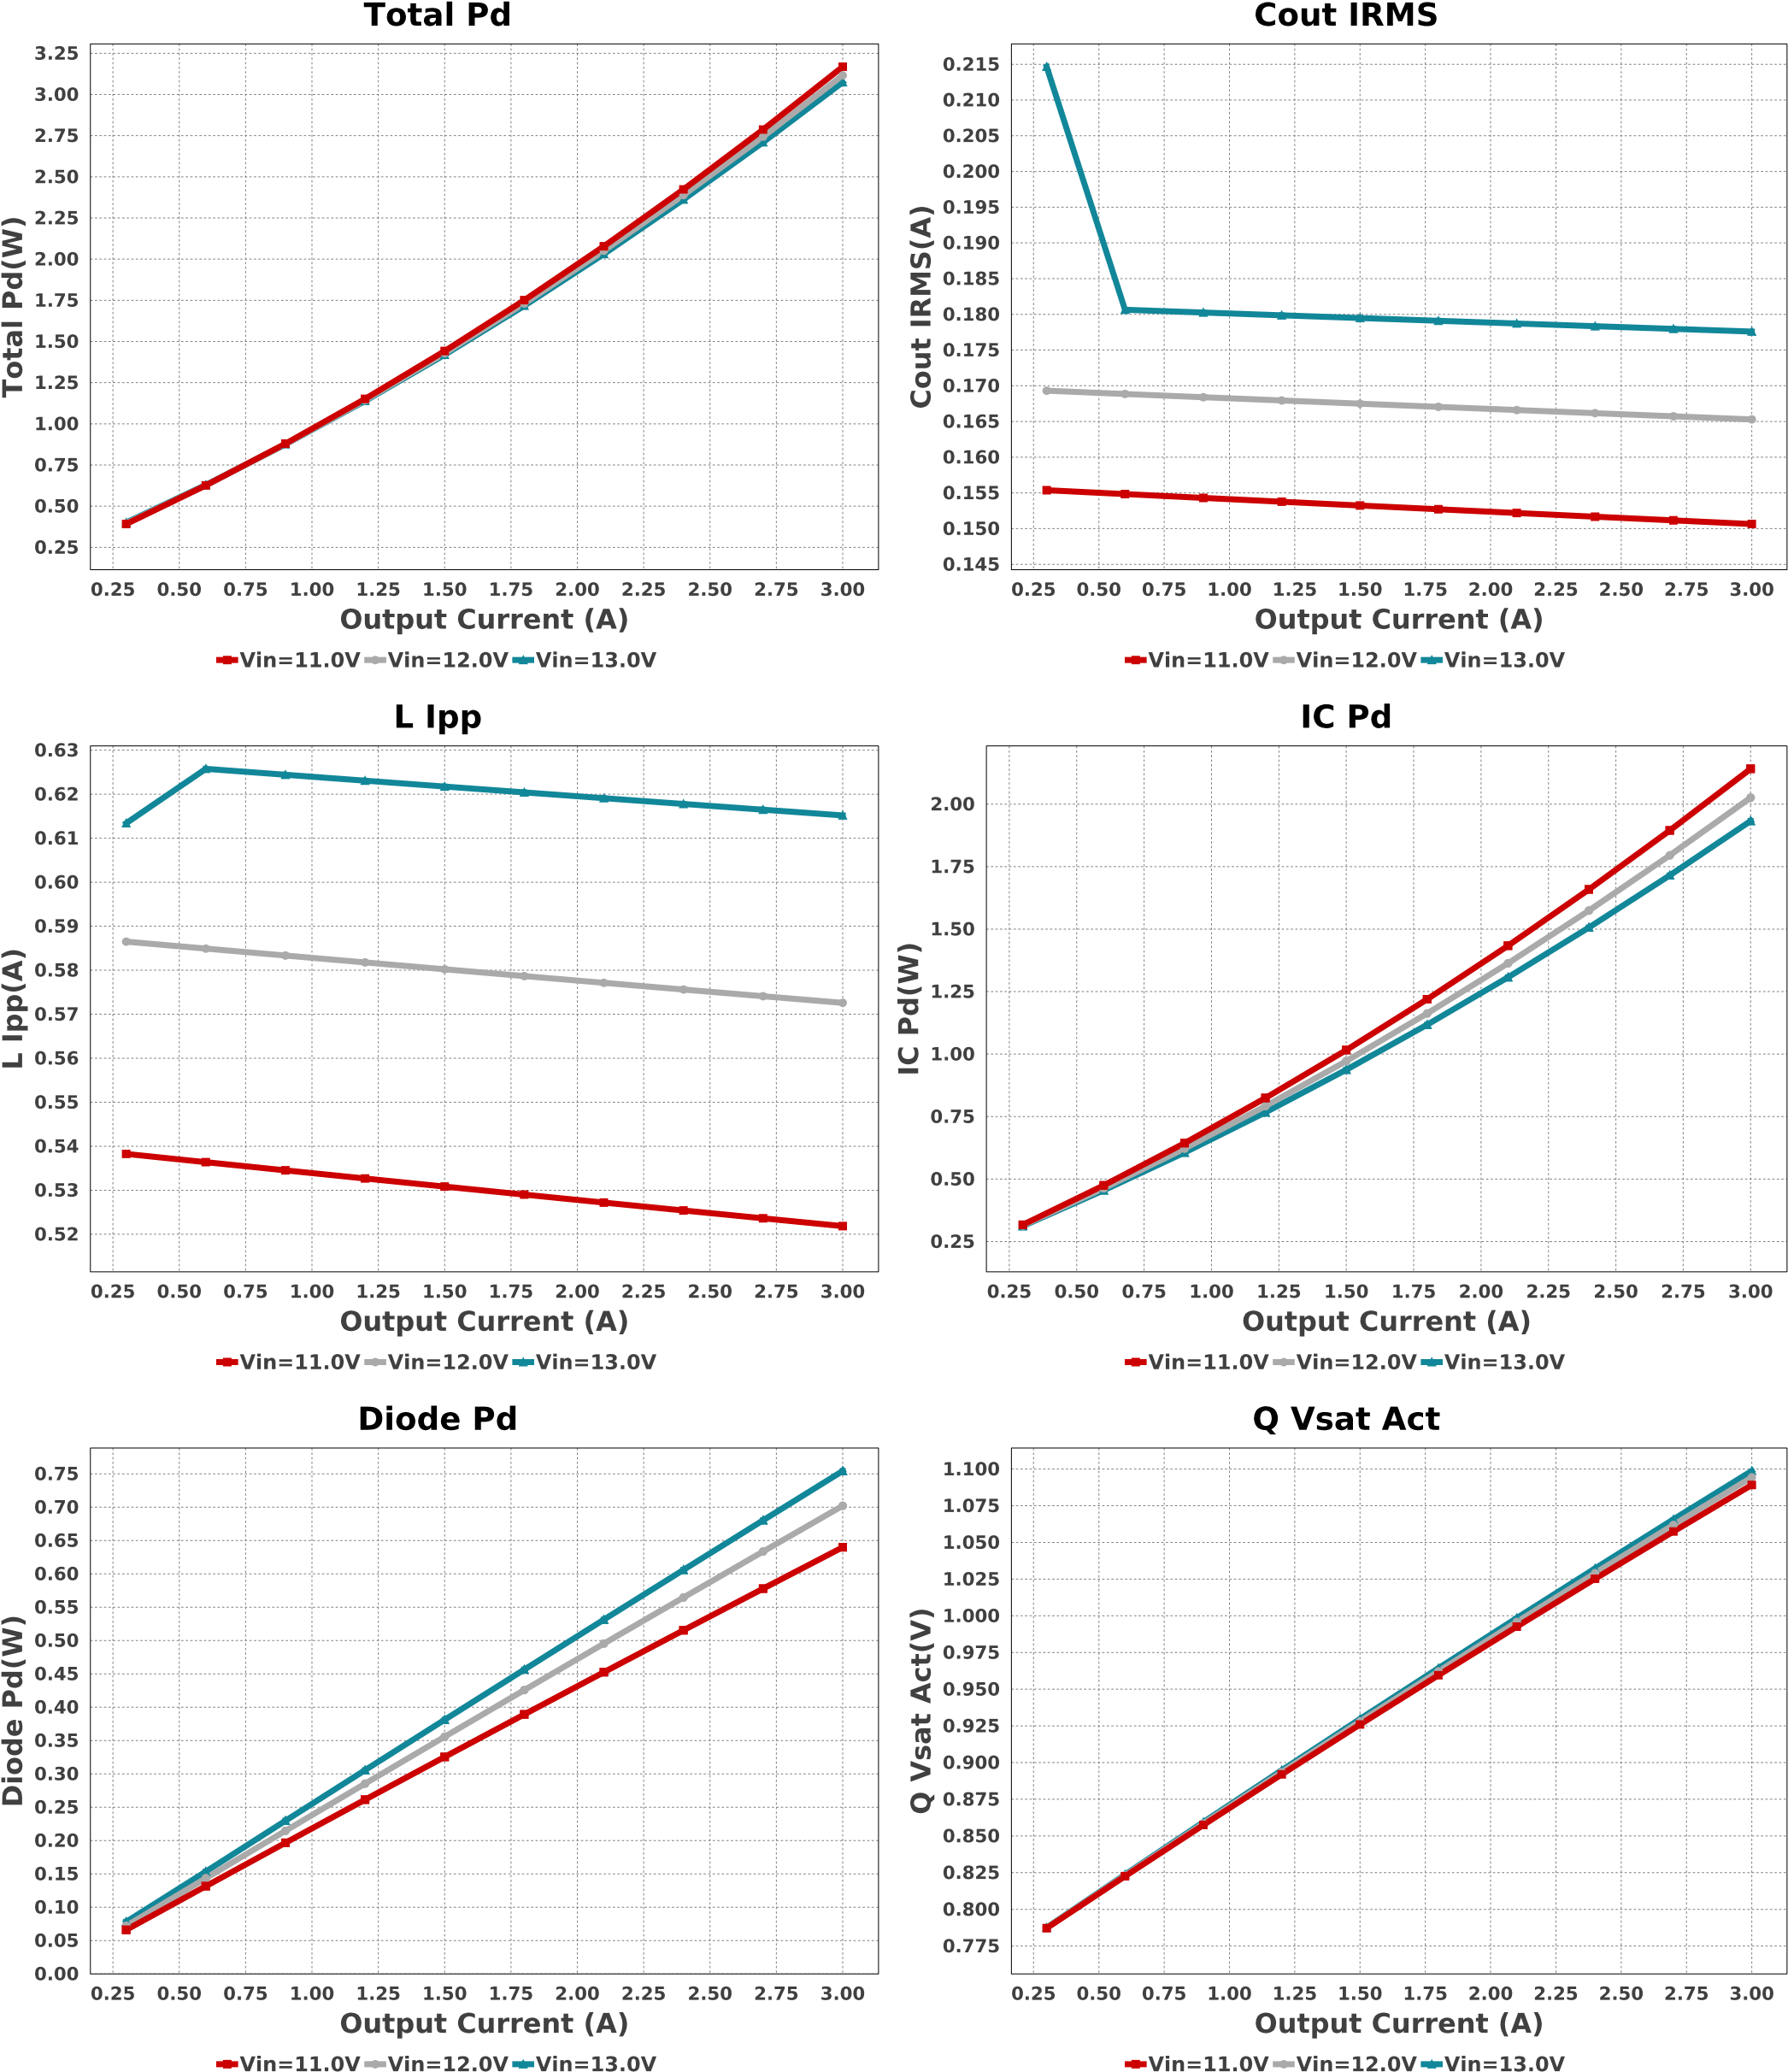 Total Pd
3.25
3.00
2.75
2.50
2.25
2.00
1.75
1.50
1.25
1.00
0.75
0.50
0.25
Total Pd(W)
0.25 0.50 0.75 1.00 1.25 1.50 1.75 2.00 2.25 2.50 2.75 3.00
Output Current (A)
Vin=11.0V Vin=12.0V Vin=13.0V
Cout IRMS
0.215
0.210
0.205
0.200
0.195
0.190
0.185
0.180
0.175
0.170
0.165
0.160
0.155
0.150
0.145
Cout IRMS(A)
0.25 0.50 0.75 1.00 1.25 1.50 1.75 2.00 2.25 2.50 2.75 3.00
Output Current (A)
Vin=11.0V Vin=12.0V Vin=13.0V
L Ipp
0.63
0.62
0.61
0.60
0.59
0.58
0.57
0.56
0.55
0.54
0.53
0.52
L Ipp(A)
0.25 0.50 0.75 1.00 1.25 1.50 1.75 2.00 2.25 2.50 2.75 3.00
Output Current (A)
Vin=11.0V Vin=12.0V Vin=13.0V
IC Pd
2.00
1.75
1.50
1.25
1.00
0.75
0.50
0.25
IC Pd(W)
0.25 0.50 0.75 1.00 1.25 1.50 1.75 2.00 2.25 2.50 2.75 3.00
Output Current (A)
Vin=11.0V Vin=12.0V Vin=13.0V
Diode Pd
0.75
0.70
0.65
0.60
0.55
0.50
0.45
0.40
0.35
0.30
0.25
0.20
0.15
0.10
0.05
0.00
Diode Pd(W)
0.25 0.50 0.75 1.00 1.25 1.50 1.75 2.00 2.25 2.50 2.75 3.00
Output Current (A)
Vin=11.0V Vin=12.0V Vin=13.0V
Q Vsat Act
1.100
1.075
1.050
1.025
1.000
0.975
0.950
0.925
0.900
0.875
0.850
0.825
0.800
0.775
Q Vsat Act(V)
0.25 0.50 0.75 1.00 1.25 1.50 1.75 2.00 2.25 2.50 2.75 3.00
Output Current (A)
Vin=11.0V Vin=12.0V Vin=13.0V